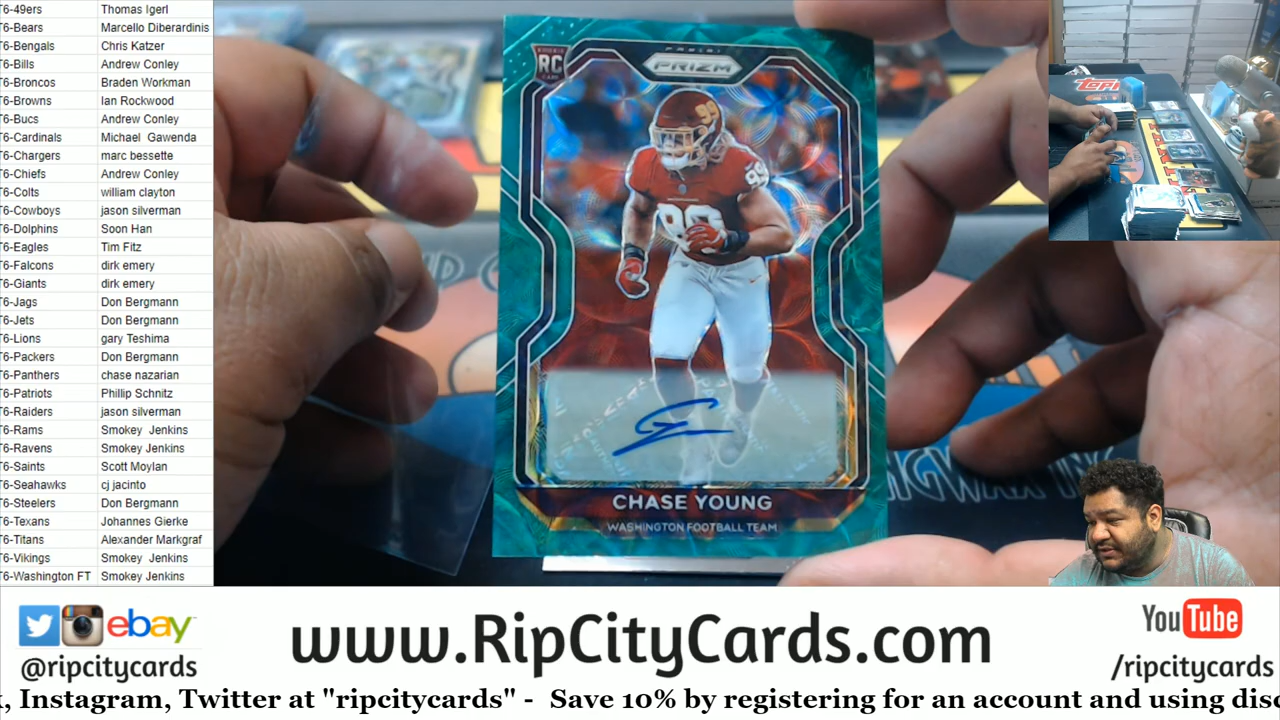 T6-49ers Thomas Igerl
T6-Bears Marcello Diberardinis
T6-Bengals Chris Katzer
T6-Bills Andrew Conley
T6-Broncos Braden Workman
T6-Browns Ian Rockwood
T6-Bucs Andrew Conley
T6-Cardinals Michael Gawenda
T6-Chargers marc bessette
T6-Chiefs Andrew Conley
T6-Colts william clayton
T6-Cowboys jason silverman
T6-Dolphins Soon Han
T6-Eagles Tim Fitz
T6-Falcons dirk emery
T6-Giants dirk emery
T6-Jags Don Bergmann
T6-Jets Don Bergmann
T6-Lions gary Teshima
T6-Packers Don Bergmann
T6-Panthers chase nazarian
T6-Patriots Phillip Schnitz
T6-Raiders jason silverman
T6-Rams Smokey Jenkins
T6-Ravens Smokey Jenkins
T6-Saints Scott Moylan
T6-Seahawks cj jacinto
T6-Steelers Don Bergmann
T6-Texans Johannes Gierke
T6-Titans Alexander Markgraf
T6-Vikings Smokey Jenkins
T6-Washington FT Smokey Jenkins
ROOKIE
RC
CARD
PANINI
PRIZM
99
99
99
CHASE YOUNG
WASHINGTON FOOTBALL TEAM
Topps
ebay
@ripcitycards
www.RipCityCards.com
YouTube
/ripcitycards
, Instagram, Twitter at "ripcitycards" - Save 10% by registering for an account and using